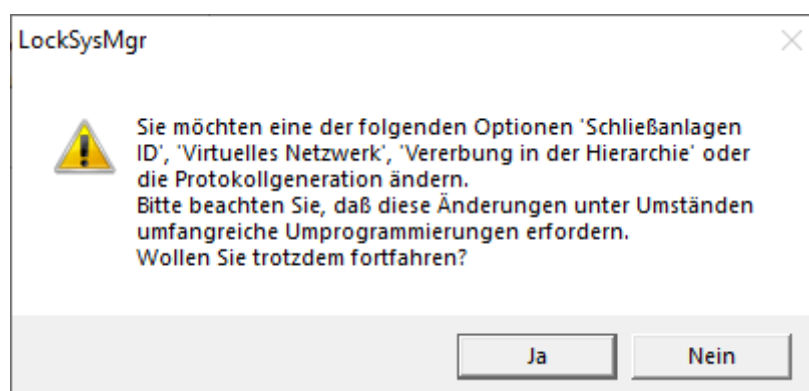 LockSysMgr
Sie möchten eine der folgenden Optionen 'Schließanlagen
ID', 'Virtuelles Netzwerk', 'Vererbung in der Hierarchie' oder
die Protokollgeneration ändern.
Bitte beachten Sie, daß diese Änderungen unter Umständen
umfangreiche Umprogrammierungen erfordern.
Wollen Sie trotzdem fortfahren?
Ja
Nein